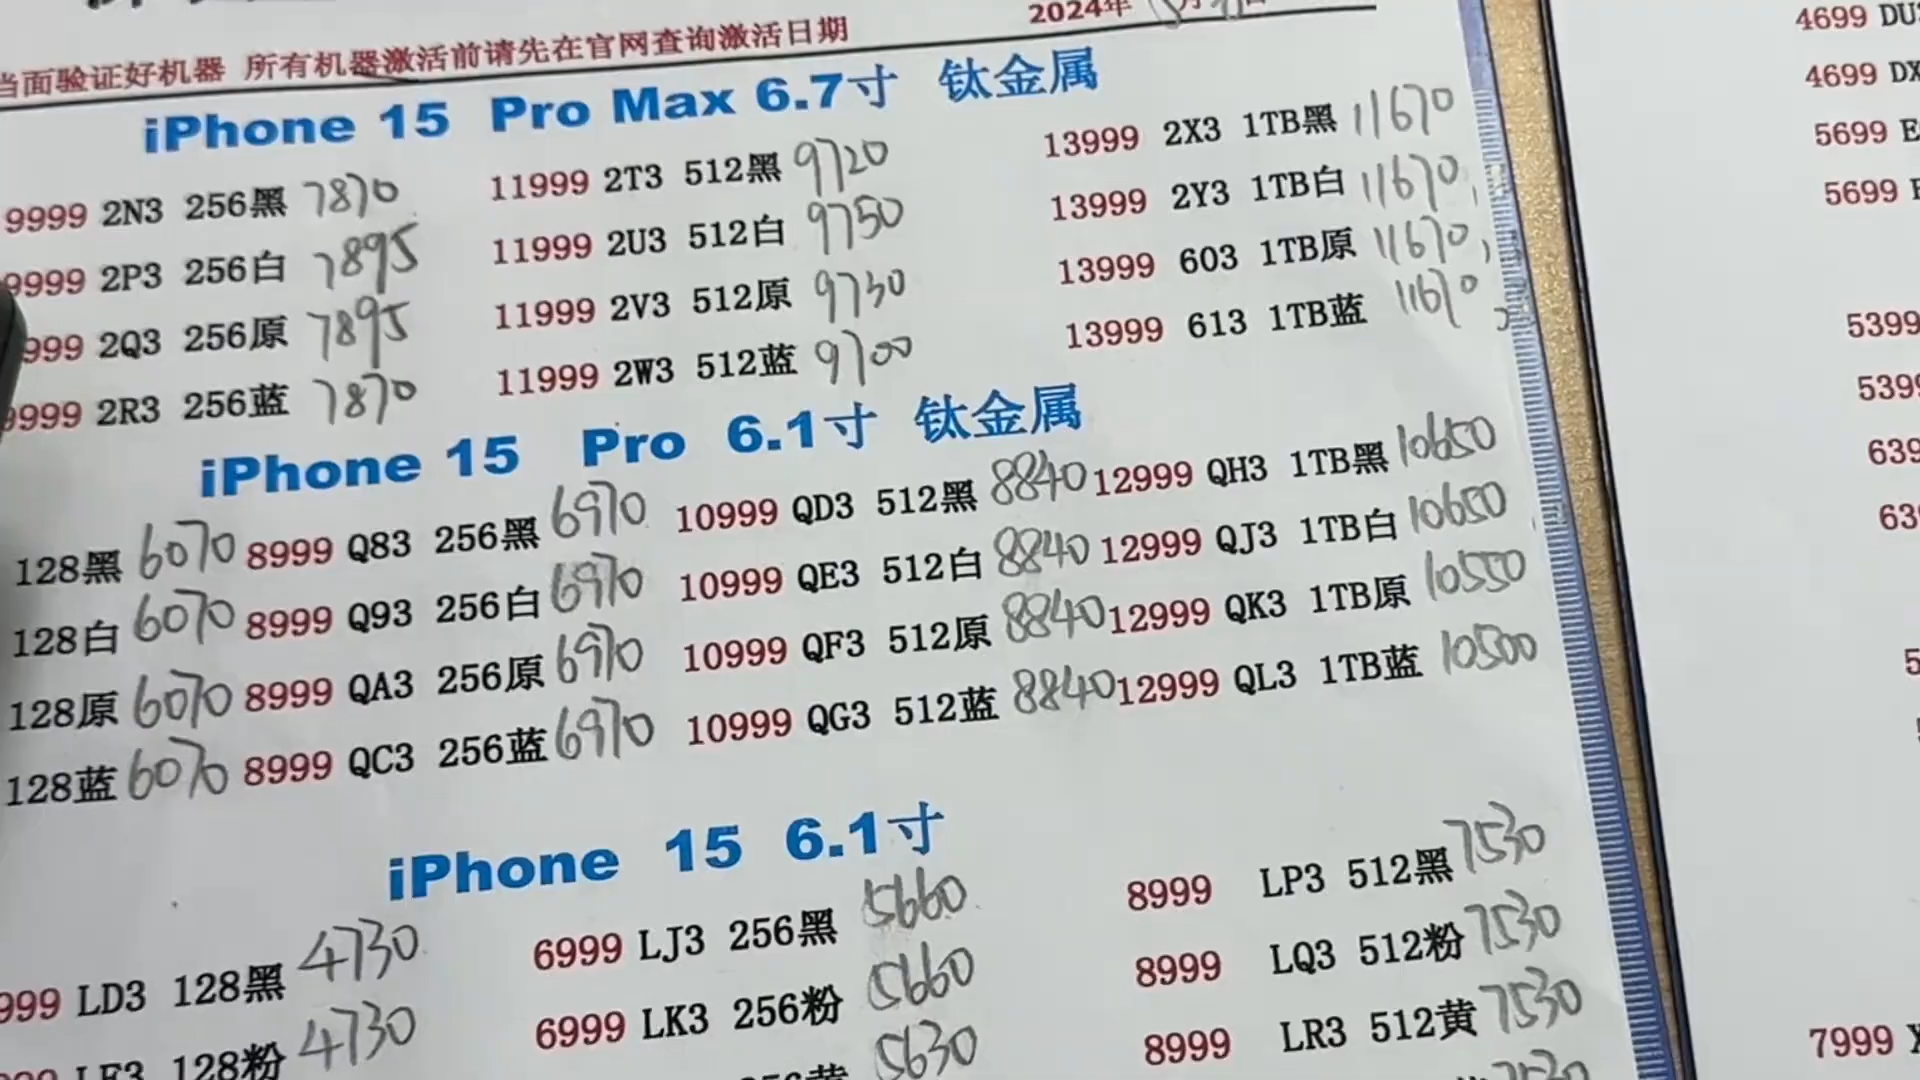 2024年
当面验证好机器 所有机器激活前请先在官网查询激活日期
iPhone 15 Pro Max 6.7寸 钛金属
9999 2N3 256黑 7870 11999 2T3 512黑 9720 13999 2X3 1TB黑 11670
9999 2P3 256白 7895 11999 2U3 512白 9750 13999 2Y3 1TB白 11670
999 2Q3 256原 7895 11999 2V3 512原 9730 13999 603 1TB原 11670
9999 2R3 256蓝 7870 11999 2W3 512蓝 9700 13999 613 1TB蓝 11670
iPhone 15 Pro 6.1寸 钛金属
128黑 6070 8999 Q83 256黑 6970 10999 QD3 512黑 8840 12999 QH3 1TB黑 10650
128白 6070 8999 Q93 256白 6970 10999 QE3 512白 8840 12999 QJ3 1TB白 10650
128原 6070 8999 QA3 256原 6970 10999 QF3 512原 8840 12999 QK3 1TB原 10550
128蓝 6070 8999 QC3 256蓝 6970 10999 QG3 512蓝 8840 12999 QL3 1TB蓝 10500
iPhone 15 6.1寸
999 LD3 128黑 4730 6999 LJ3 256黑 5660 8999 LP3 512黑 7530
LE3 128粉 4730 6999 LK3 256粉 5660 8999 LQ3 512粉 7530
256黄 5630 8999 LR3 512黄 7530
7530
4699 DU
4699 DX
5699 E
5699
5399
5399
639
63
5
7999 X